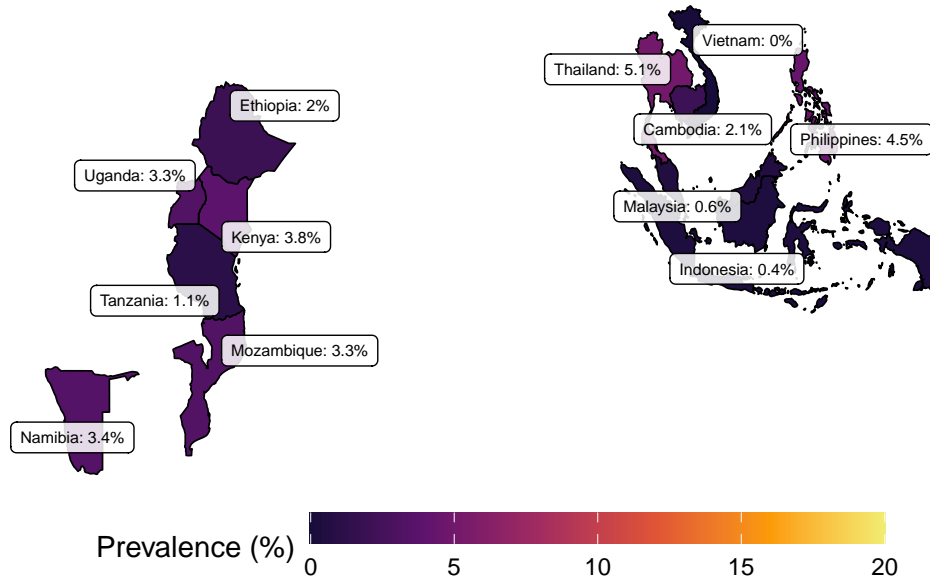 Vietnam: 0%
Thailand: 5.1%
Ethiopia: 2%
Cambodia: 2.1%
Philippines: 4.5%
Uganda: 3.3%
Malaysia: 0.6%
Kenya: 3.8%
Indonesia: 0.4%
Tanzania: 1.1%
Mozambique: 3.3%
Namibia: 3.4%
Prevalence (%)
0 5 10 15 20